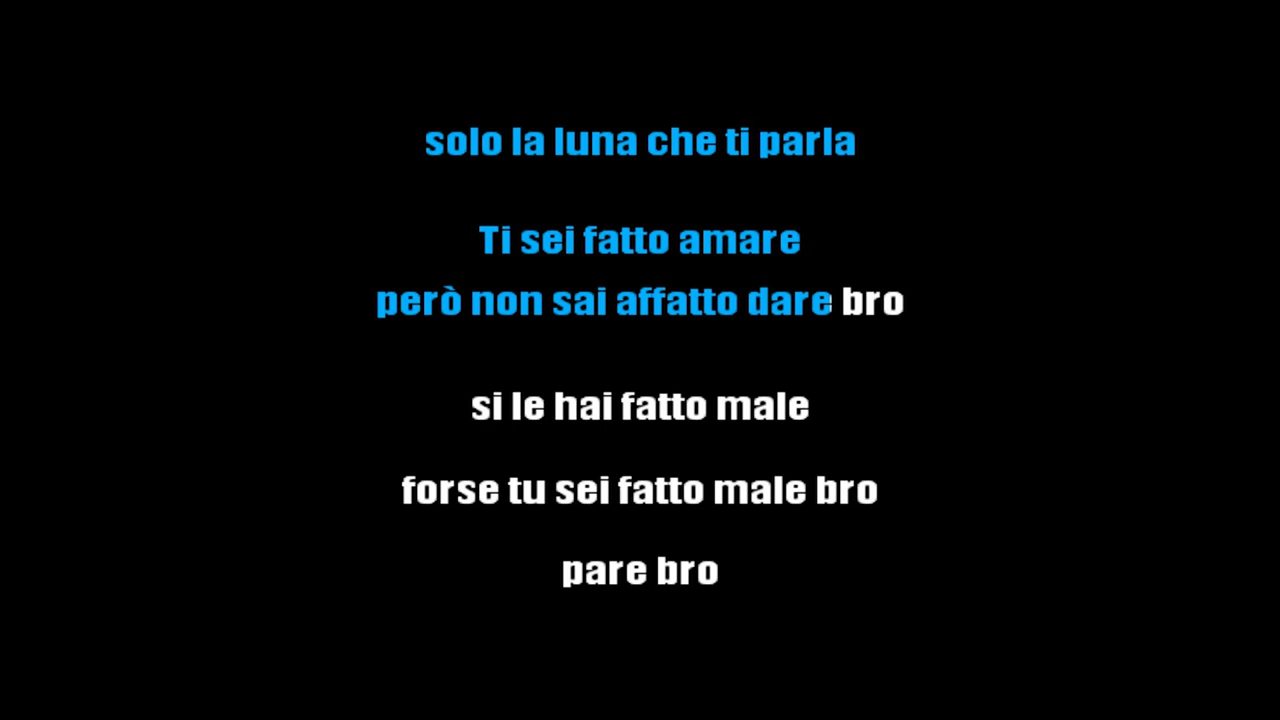 solo la luna che ti parla
Ti sei fatto amare
però non sai affatto dare bro
si le hai fatto male
forse tu sei fatto male bro
pare bro